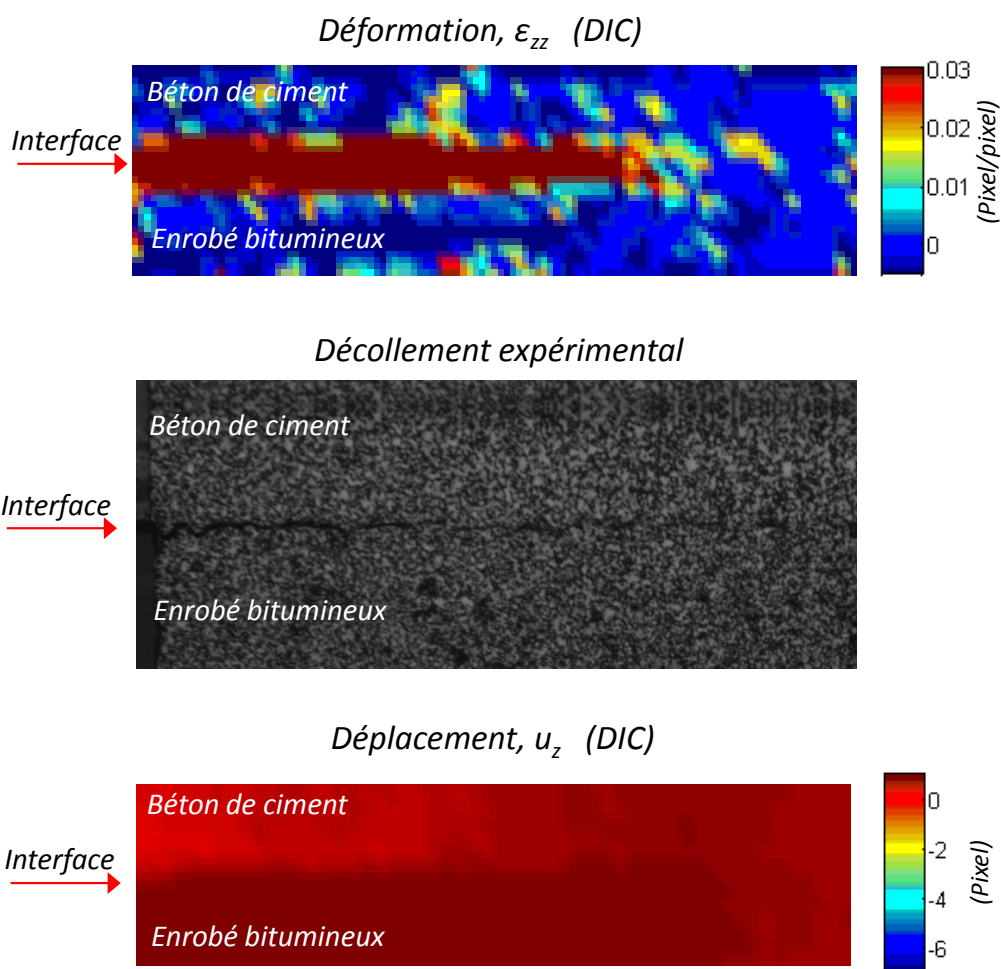 Déformation, εzz (DIC)
Béton de ciment
Interface
Enrobé bitumineux
0.03
0.02
0.01
0
(Pixel/pixel)
Décollement expérimental
Béton de ciment
Interface
Enrobé bitumineux
Déplacement, uz (DIC)
Béton de ciment
Interface
Enrobé bitumineux
0
-2
-4
-6
(Pixel)